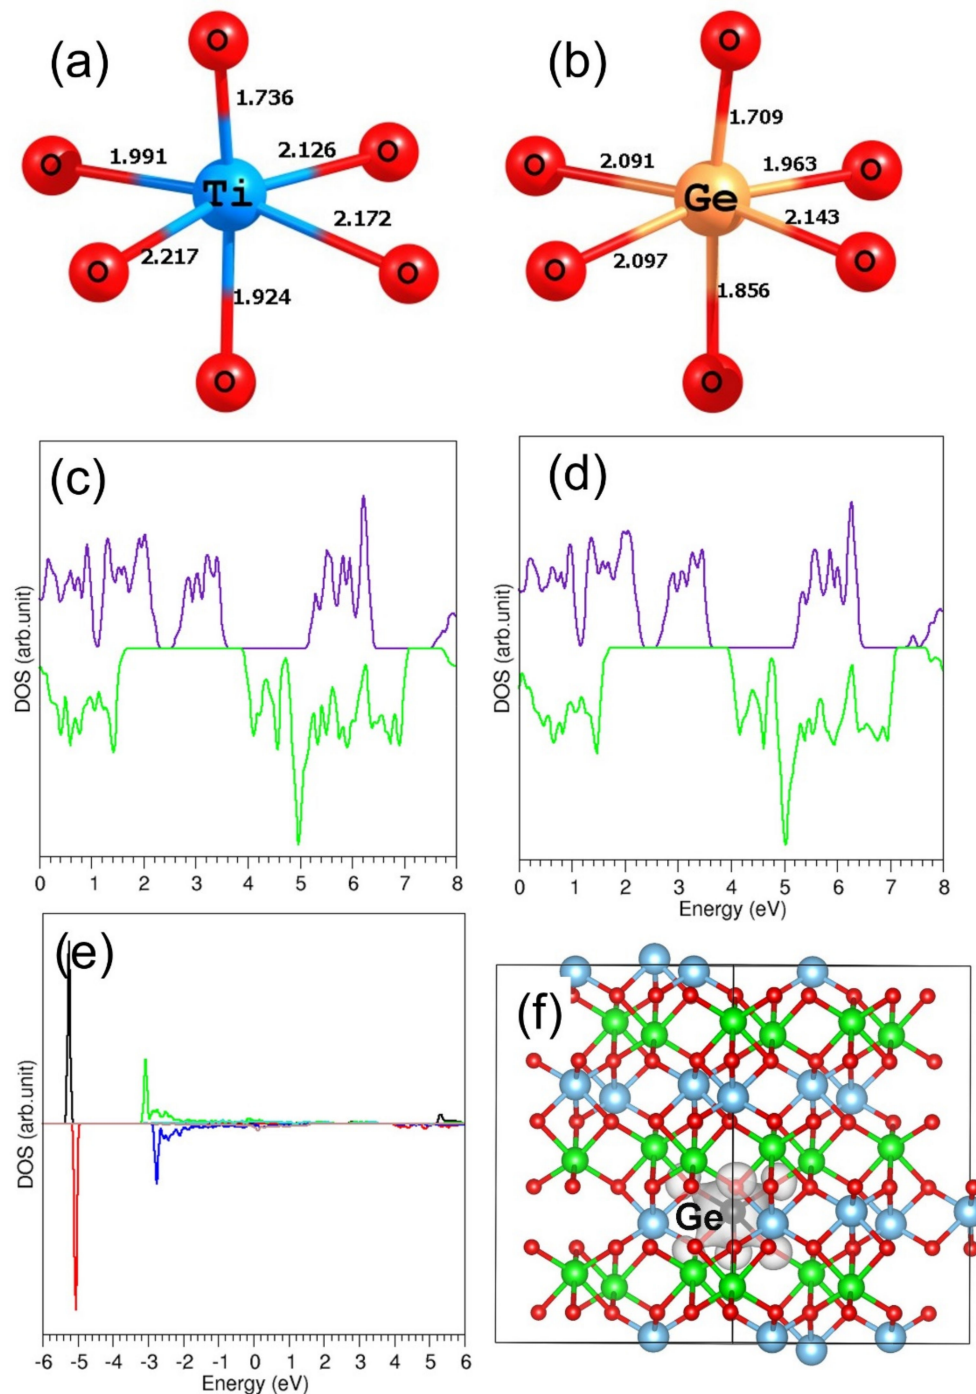 (a)
O
1.736
O
1.991
2.126
O
Ti
2.217
2.172
O
O
1.924
O
(b)
O
1.709
O
2.091
1.963
O
Ge
2.097
2.143
O
O
1.856
O
(c)
DOS (arb.unit)
0 1 2 3 4 5 6 7 8
(d)
DOS (arb.unit)
0 1 2 3 4 5 6 7 8
Energy (eV)
(e)
DOS (arb.unit)
-6 -5 -4 -3 -2 -1 0 1 2 3 4 5 6
Energy (eV)
(f)
Ge